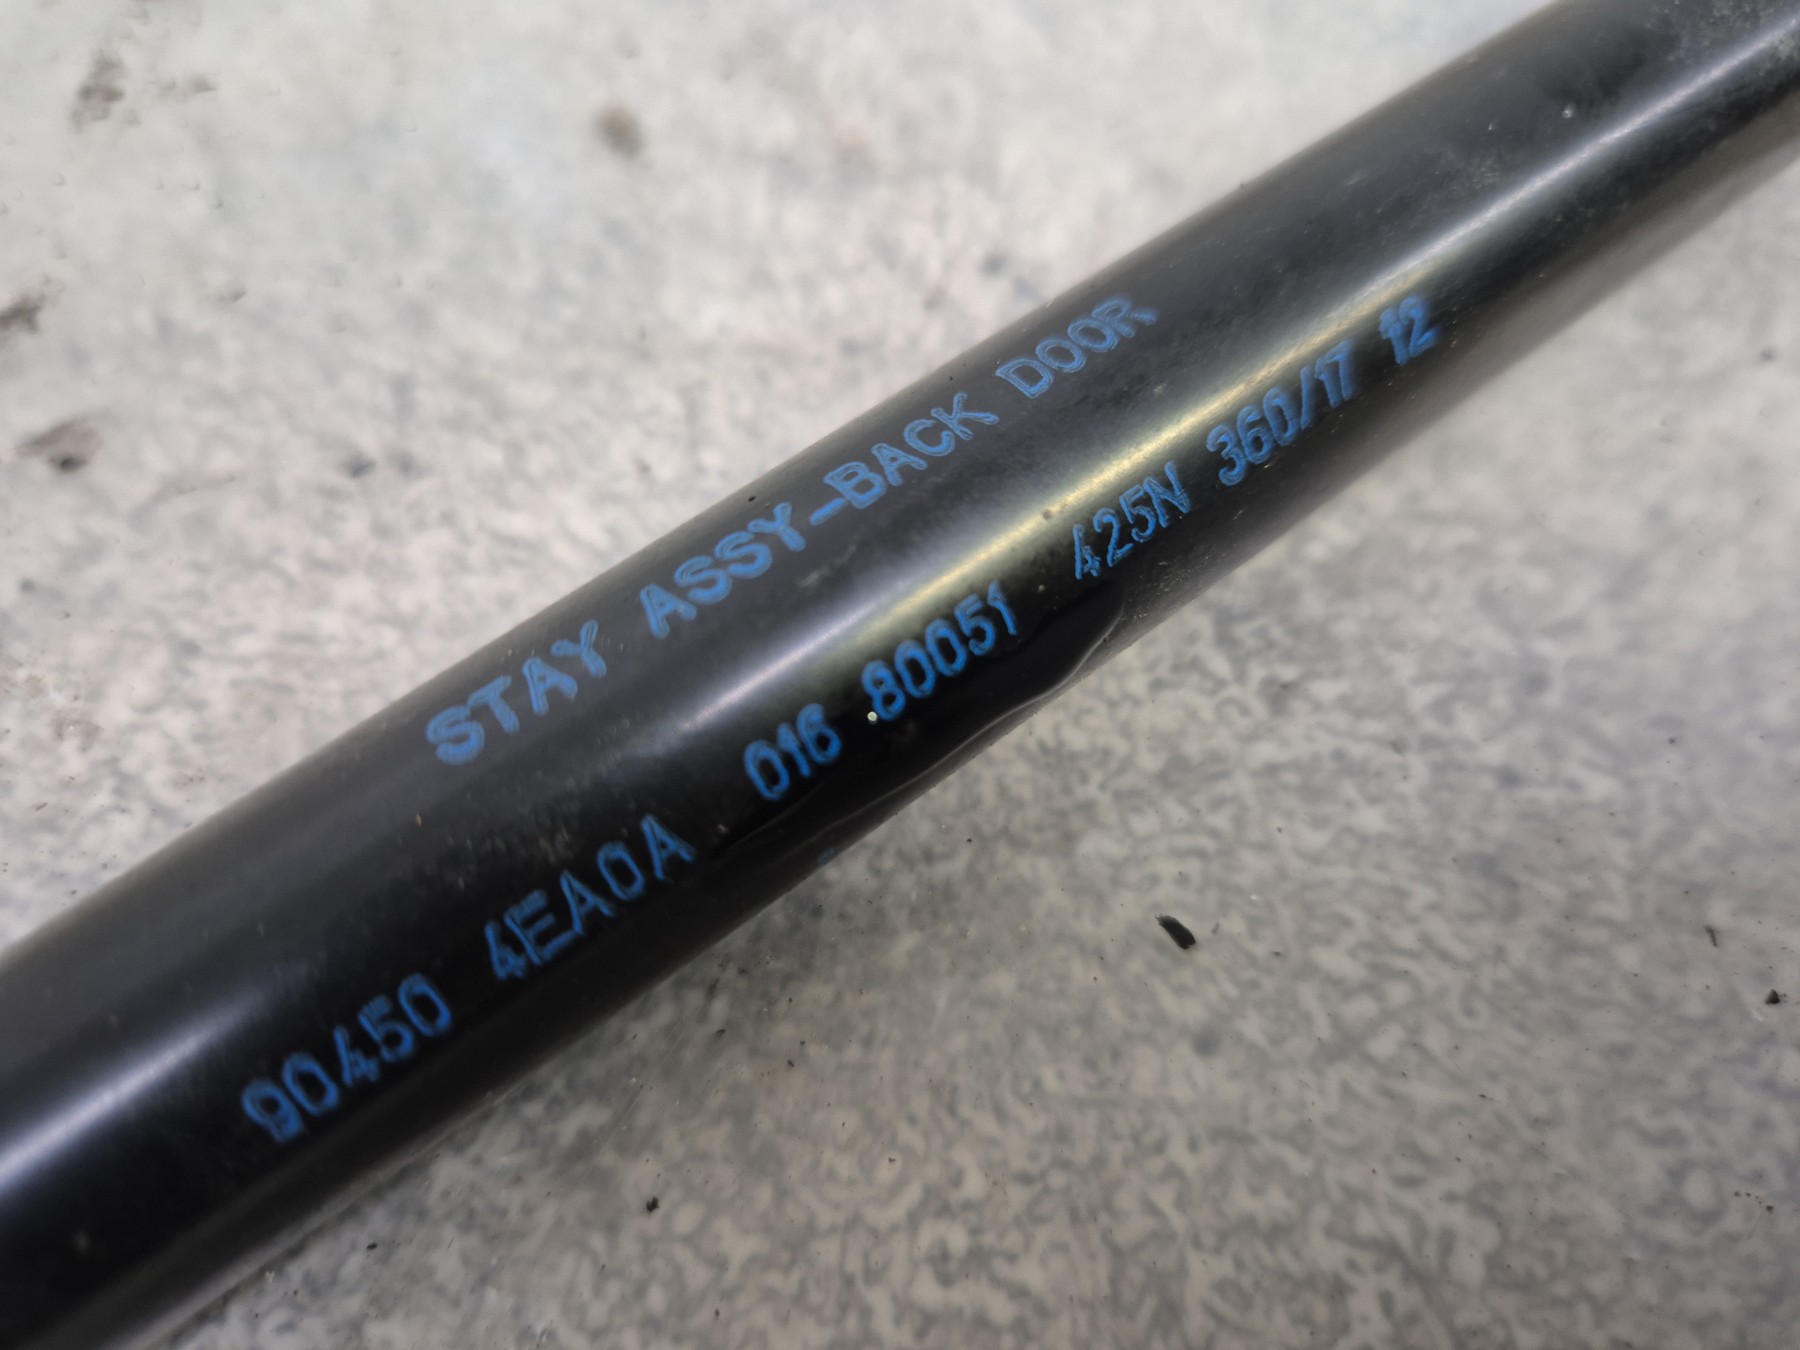 STAY ASSY-BACK DOOR
90450 4EA0A 016 80051 425N 360/17 12